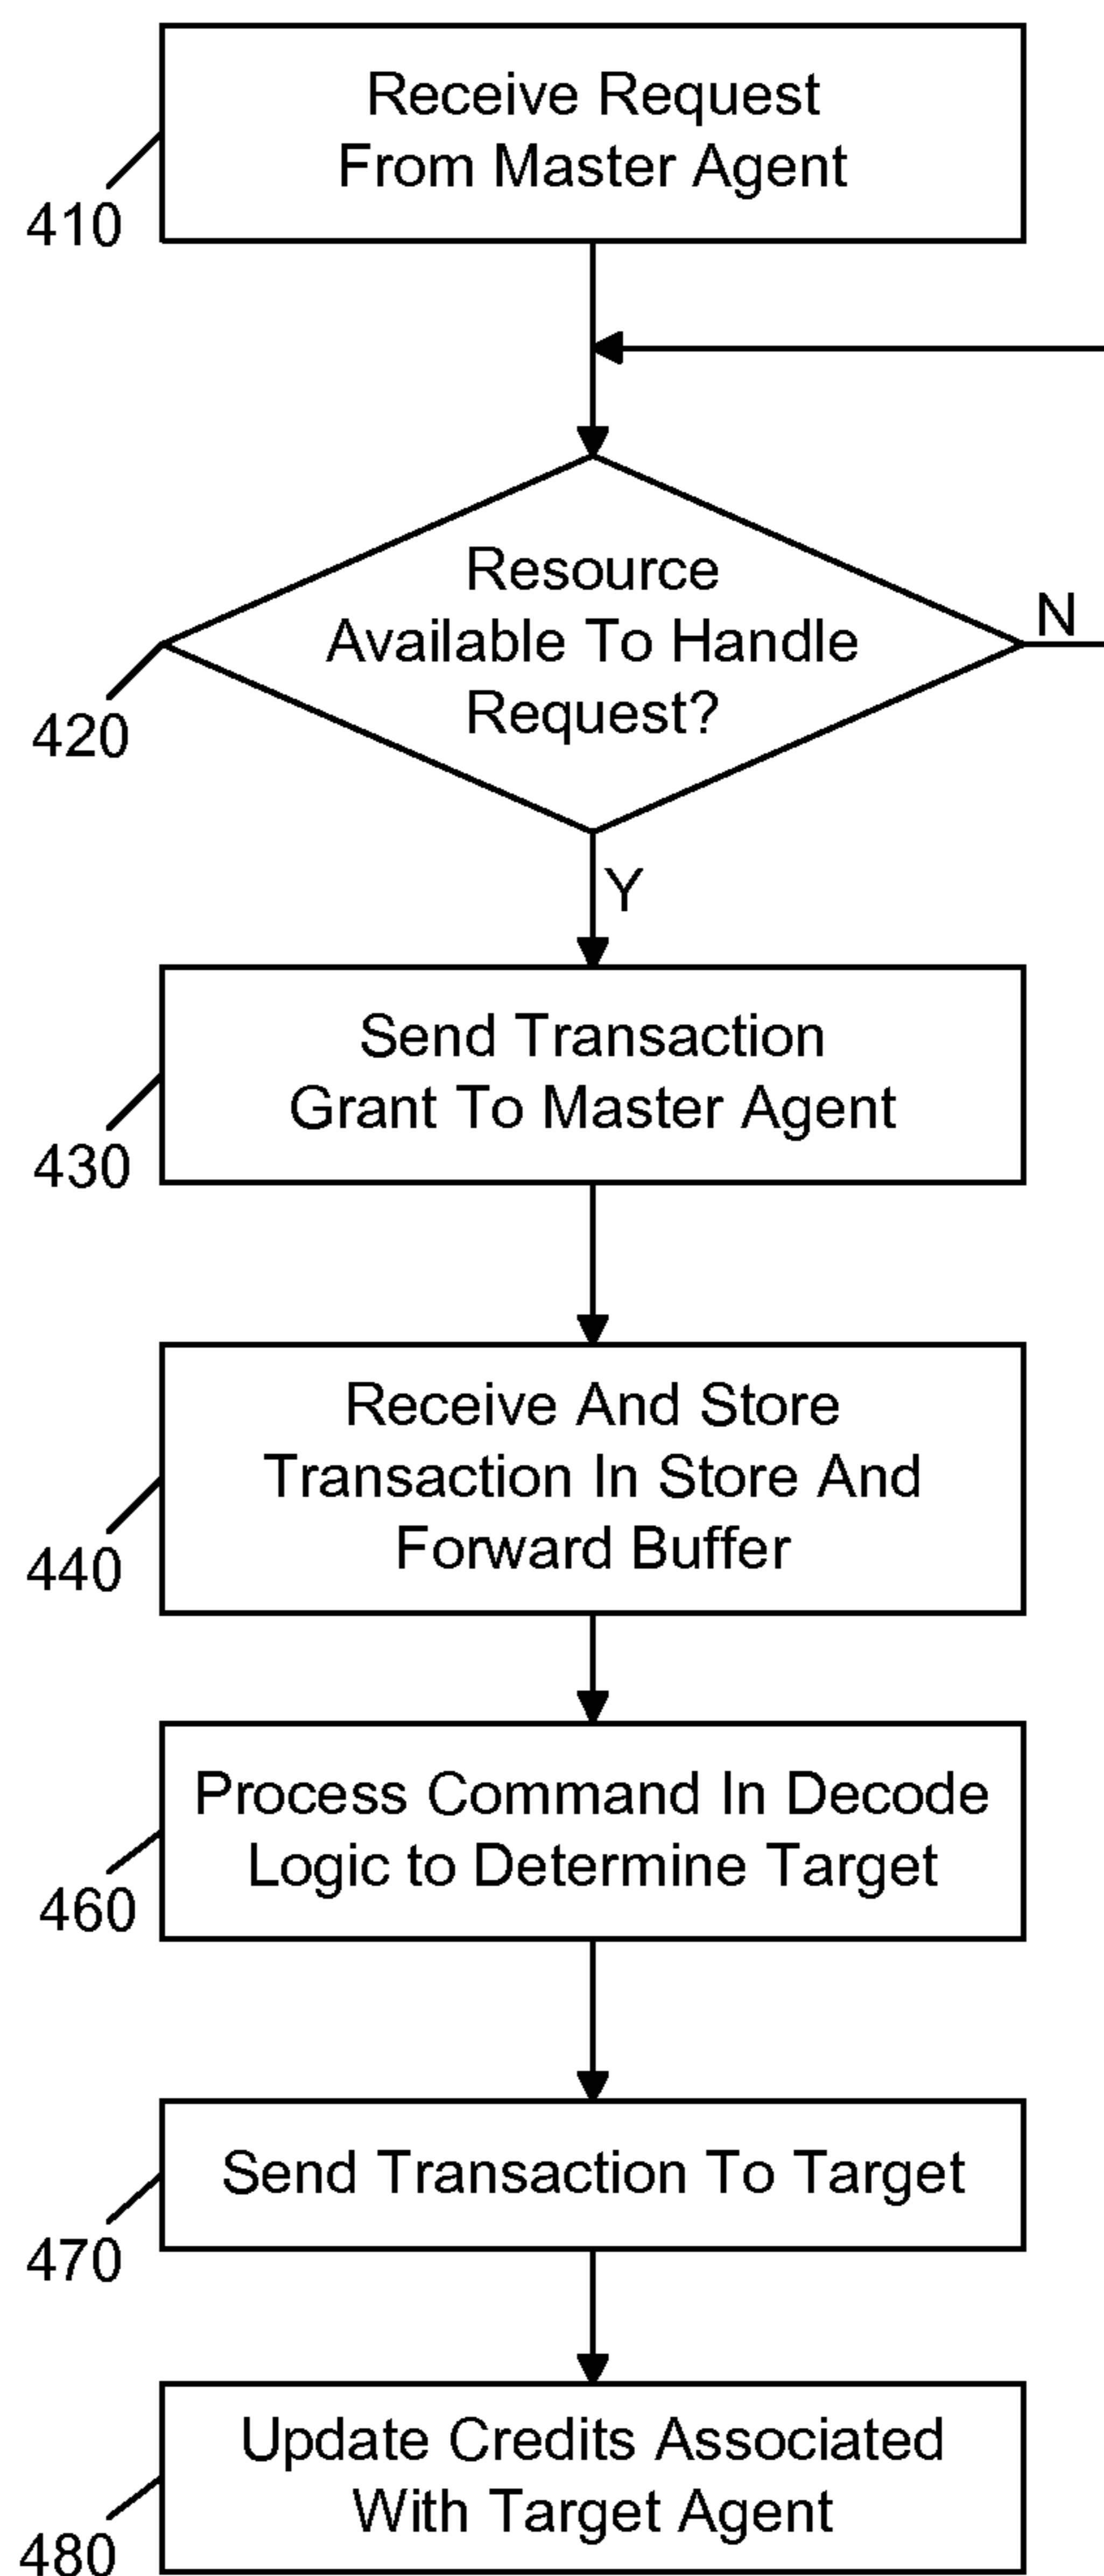 Receive Request
From Master Agent
410
Resource
Available To Handle
Request?
N
420
Y
Send Transaction
Grant To Master Agent
430
Receive And Store
Transaction In Store And
Forward Buffer
440
Process Command In Decode
Logic to Determine Target
460
Send Transaction To Target
470
Update Credits Associated
With Target Agent
480